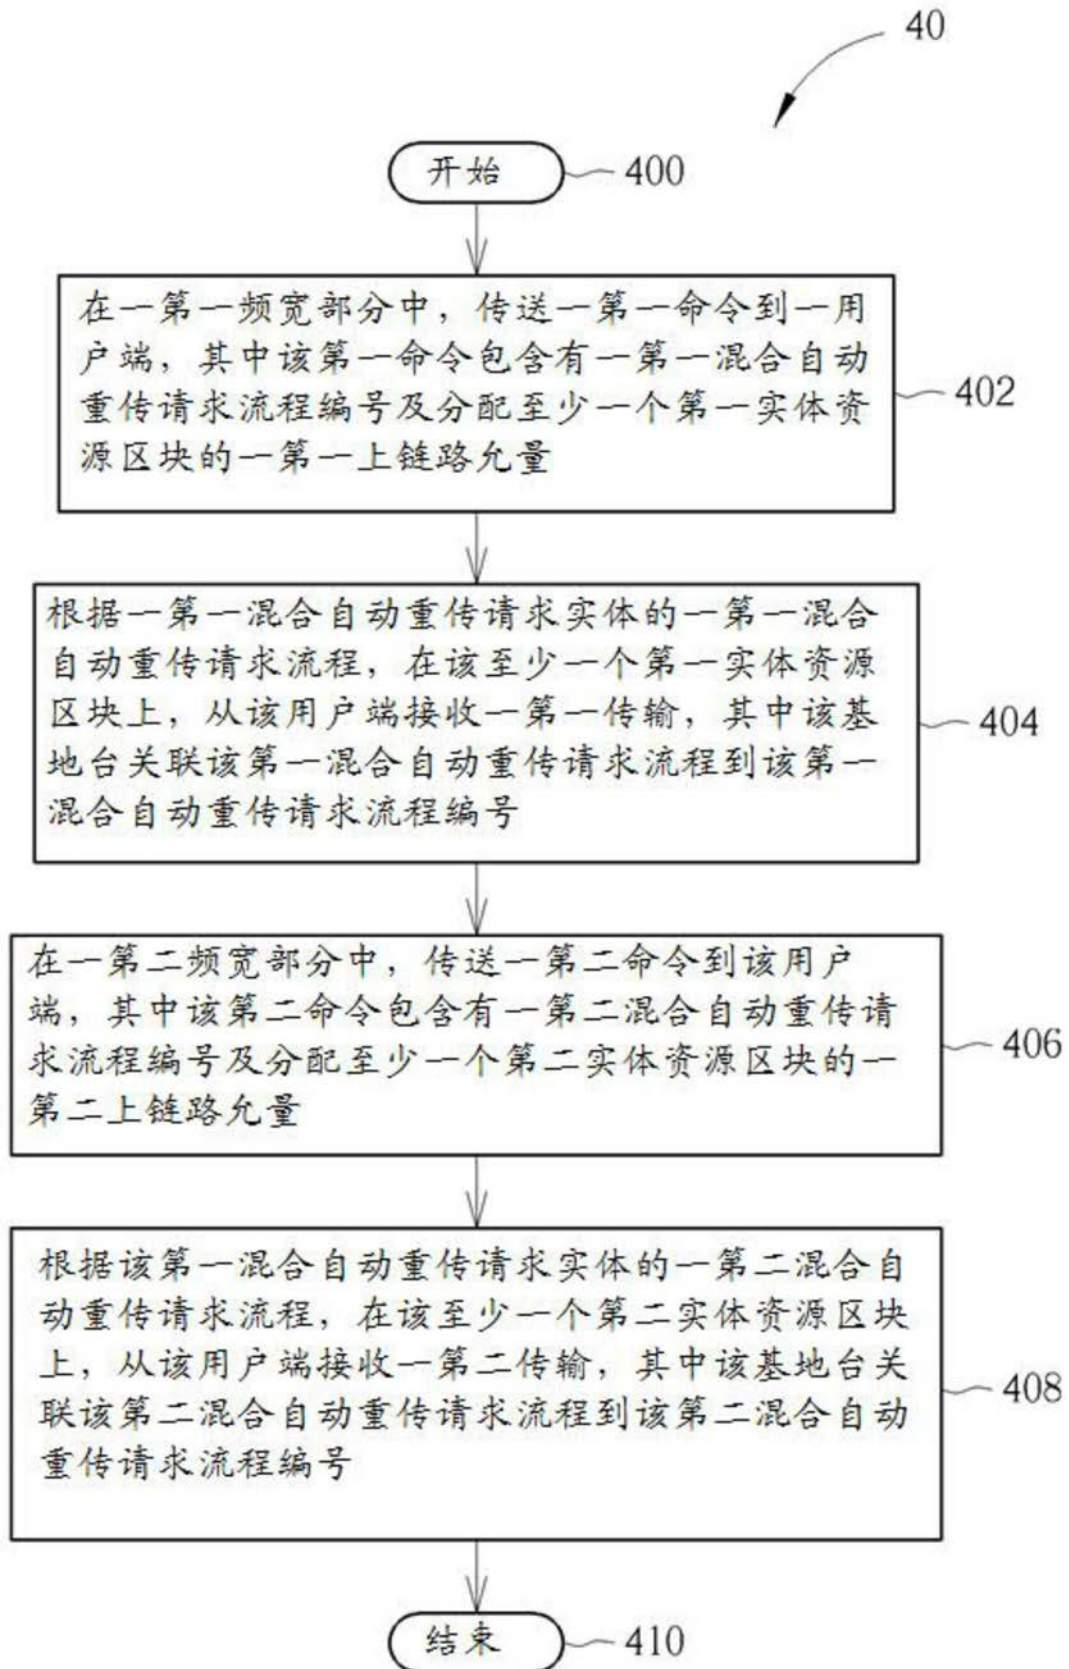 40
开始
400
在一第一频宽部分中，传送一第一命令到一用
户端，其中该第一命令包含有一第一混合自动
重传请求流程编号及分配至少一个第一实体资
源区块的一第一上链路允量
402
根据一第一混合自动重传请求实体的一第一混合
自动重传请求流程，在该至少一个第一实体资源
区块上，从该用户端接收一第一传输，其中该基
地台关联该第一混合自动重传请求流程到该第一
混合自动重传请求流程编号
404
在一第二频宽部分中，传送一第二命令到该用户
端，其中该第二命令包含有一第二混合自动重传请
求流程编号及分配至少一个第二实体资源区块的一
第二上链路允量
406
根据该第一混合自动重传请求实体的一第二混合自
动重传请求流程，在该至少一个第二实体资源区块
上，从该用户端接收一第二传输，其中该基地台关
联该第二混合自动重传请求流程到该第二混合自动
重传请求流程编号
408
结束
410